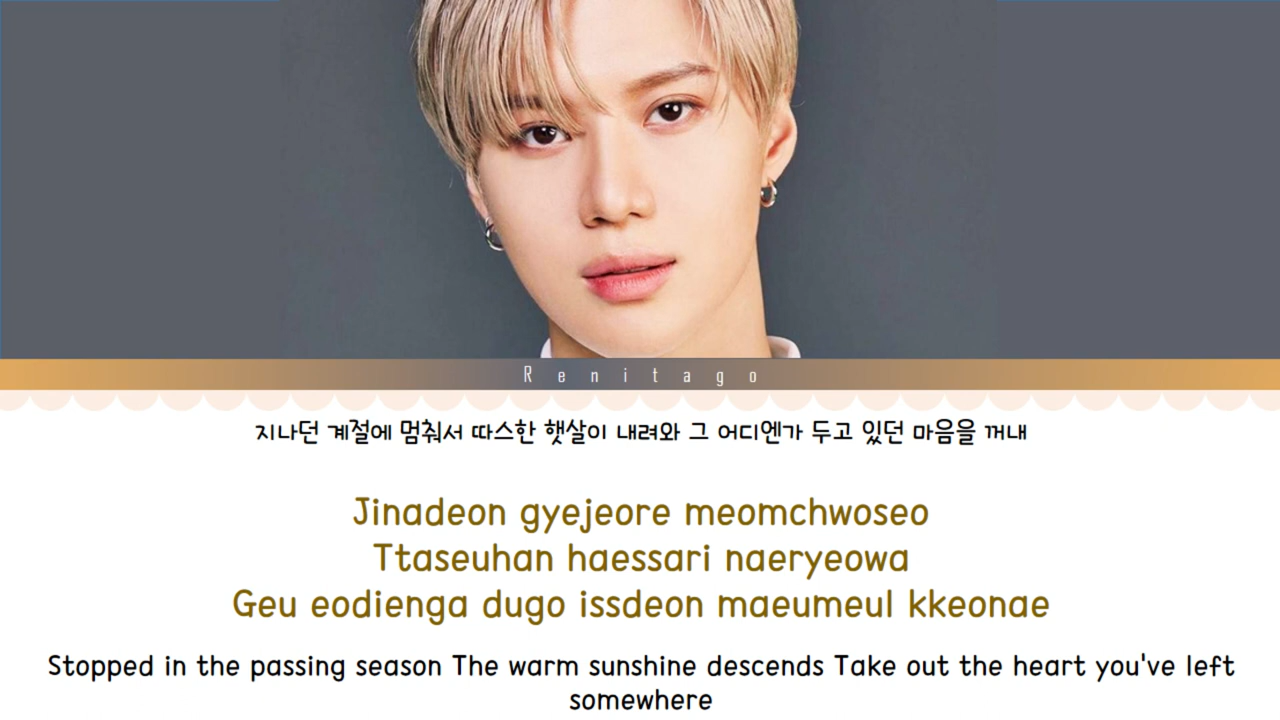 R e n i t a g o
지나던 계절에 멈춰서 따스한 햇살이 내려와 그 어디엔가 두고 있던 마음을 꺼내
Jinadeon gyejeore meomchwoseo
Ttaseuhan haessari naeryeowa
Geu eodienga dugo issdeon maeumeul kkeonae
Stopped in the passing season The warm sunshine descends Take out the heart you've left
somewhere